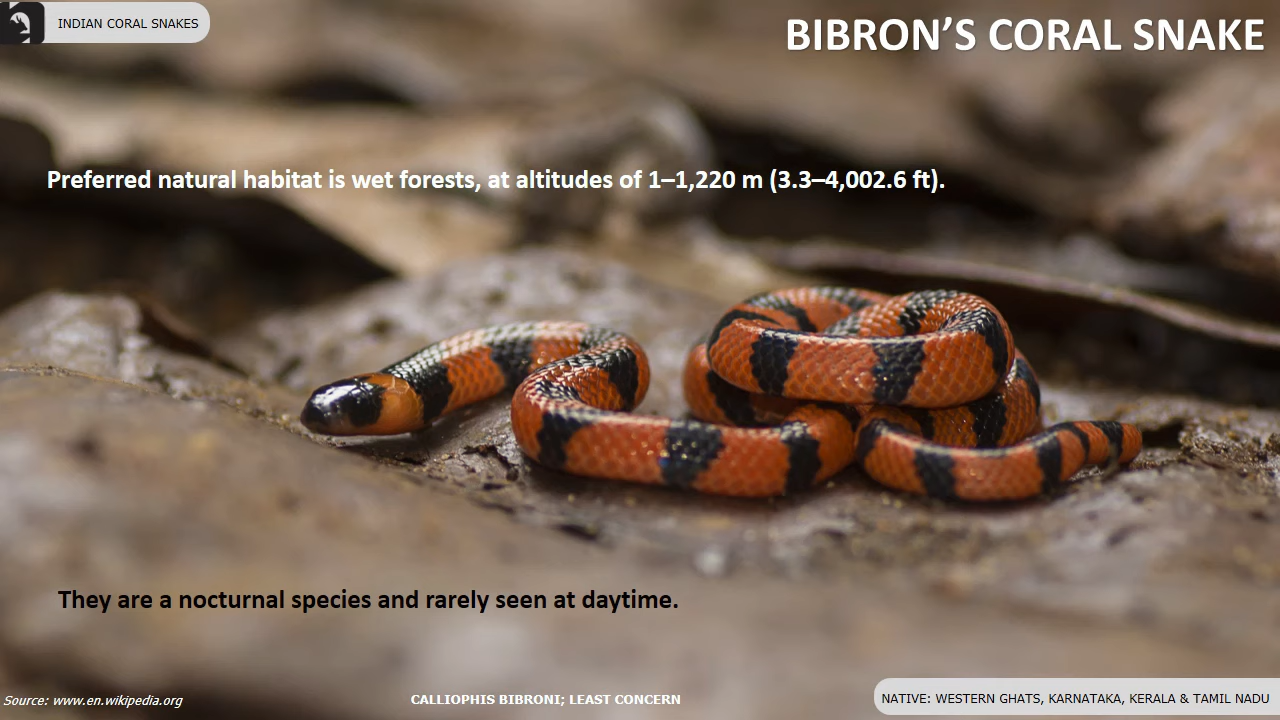 INDIAN CORAL SNAKES
BIBRON’S CORAL SNAKE
Preferred natural habitat is wet forests, at altitudes of 1–1,220 m (3.3–4,002.6 ft).
They are a nocturnal species and rarely seen at daytime.
Source: www.en.wikipedia.org
CALLIOPHIS BIBRONI; LEAST CONCERN
NATIVE: WESTERN GHATS, KARNATAKA, KERALA & TAMIL NADU